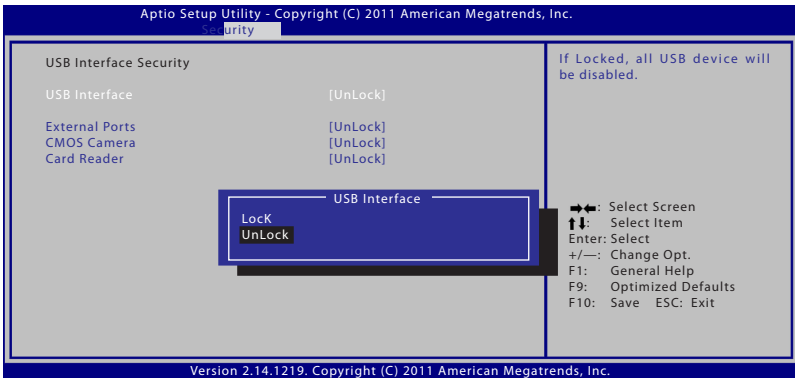 Aptio Setup Utility - Copyright (C) 2011 American Megatrends, Inc.
Security
USB Interface Security
USB Interface [UnLock]
External Ports [UnLock]
CMOS Camera [UnLock]
Card Reader [UnLock]
If Locked, all USB device will
be disabled.
USB Interface
LocK
UnLock
→←: Select Screen
↑↓: Select Item
Enter: Select
+/—: Change Opt.
F1: General Help
F9: Optimized Defaults
F10: Save ESC: Exit
Version 2.14.1219. Copyright (C) 2011 American Megatrends, Inc.